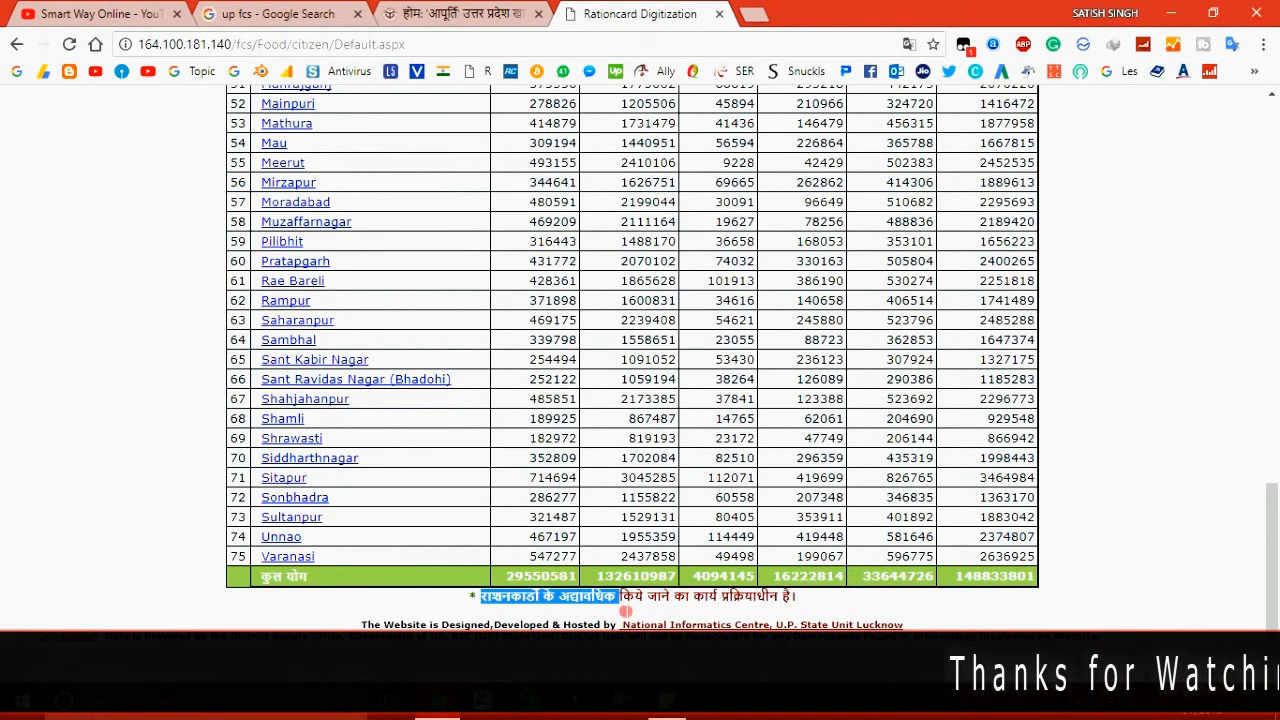 Smart Way Online - YouT
up fcs - Google Search
होम: 'आपूर्ति' उत्तर प्रदेश खा
Rationcard Digitization
SATISH SINGH
164.100.181.140/fcs/Food/citizen/Default.aspx
Topic Antivirus R Ally SER Snuckls Les
52 Mainpuri 278826 1205506 45894 210966 324720 1416472
53 Mathura 414879 1731479 41436 146479 456315 1877958
54 Mau 309194 1440951 56594 226864 365788 1667815
55 Meerut 493155 2410106 9228 42429 502383 2452535
56 Mirzapur 344641 1626751 69665 262862 414306 1889613
57 Moradabad 480591 2199044 30091 96649 510682 2295693
58 Muzaffarnagar 469209 2111164 19627 78256 488836 2189420
59 Pilibhit 316443 1488170 36658 168053 353101 1656223
60 Pratapgarh 431772 2070102 74032 330163 505804 2400265
61 Rae Bareli 428361 1865628 101913 386190 530274 2251818
62 Rampur 371898 1600831 34616 140658 406514 1741489
63 Saharanpur 469175 2239408 54621 245880 523796 2485288
64 Sambhal 339798 1558651 23055 88723 362853 1647374
65 Sant Kabir Nagar 254494 1091052 53430 236123 307924 1327175
66 Sant Ravidas Nagar (Bhadohi) 252122 1059194 38264 126089 290386 1185283
67 Shahjahanpur 485851 2173385 37841 123388 523692 2296773
68 Shamli 189925 867487 14765 62061 204690 929548
69 Shrawasti 182972 819193 23172 47749 206144 866942
70 Siddharthnagar 352809 1702084 82510 296359 435319 1998443
71 Sitapur 714694 3045285 112071 419699 826765 3464984
72 Sonbhadra 286277 1155822 60558 207348 346835 1363170
73 Sultanpur 321487 1529131 80405 353911 401892 1883042
74 Unnao 467197 1955359 114449 419448 581646 2374807
75 Varanasi 547277 2437858 49498 199067 596775 2636925
कुल योग 29550581 132610987 4094145 16222814 33644726 148833801
* राशनकार्डो के अद्यावधिक किये जाने का कार्य प्रक्रियाधीन है।
The Website is Designed,Developed & Hosted by National Informatics Centre, U.P. State Unit Lucknow
Thanks for Watchi